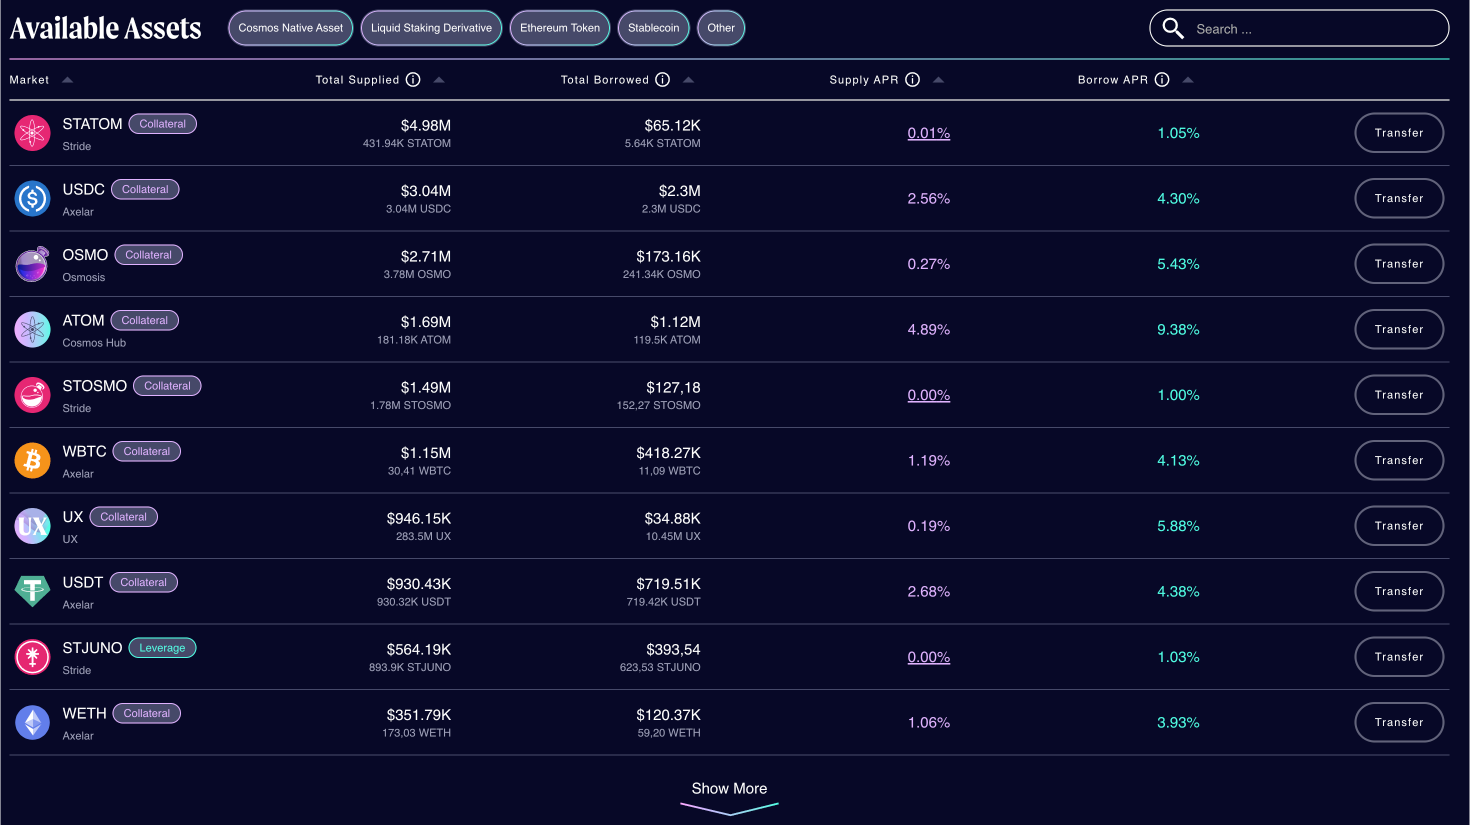 Available Assets
Cosmos Native Asset
Liquid Staking Derivative
Ethereum Token
Stablecoin
Other
Search ...
Market Total Supplied Total Borrowed Supply APR Borrow APR
STATOM Collateral $4.98M $65.12K 0.01% 1.05% Transfer
Stride 431.94K STATOM 5.64K STATOM
USDC Collateral $3.04M $2.3M 2.56% 4.30% Transfer
Axelar 3.04M USDC 2.3M USDC
OSMO Collateral $2.71M $173.16K 0.27% 5.43% Transfer
Osmosis 3.78M OSMO 241.34K OSMO
ATOM Collateral $1.69M $1.12M 4.89% 9.38% Transfer
Cosmos Hub 181.18K ATOM 119.5K ATOM
STOSMO Collateral $1.49M $127,18 0.00% 1.00% Transfer
Stride 1.78M STOSMO 152,27 STOSMO
WBTC Collateral $1.15M $418.27K 1.19% 4.13% Transfer
Axelar 30,41 WBTC 11,09 WBTC
UX UX Collateral $946.15K $34.88K 0.19% 5.88% Transfer
UX 283.5M UX 10.45M UX
USDT Collateral $930.43K $719.51K 2.68% 4.38% Transfer
Axelar 930.32K USDT 719.42K USDT
STJUNO Leverage $564.19K $393,54 0.00% 1.03% Transfer
Stride 893.9K STJUNO 623,53 STJUNO
WETH Collateral $351.79K $120.37K 1.06% 3.93% Transfer
Axelar 173,03 WETH 59,20 WETH
Show More